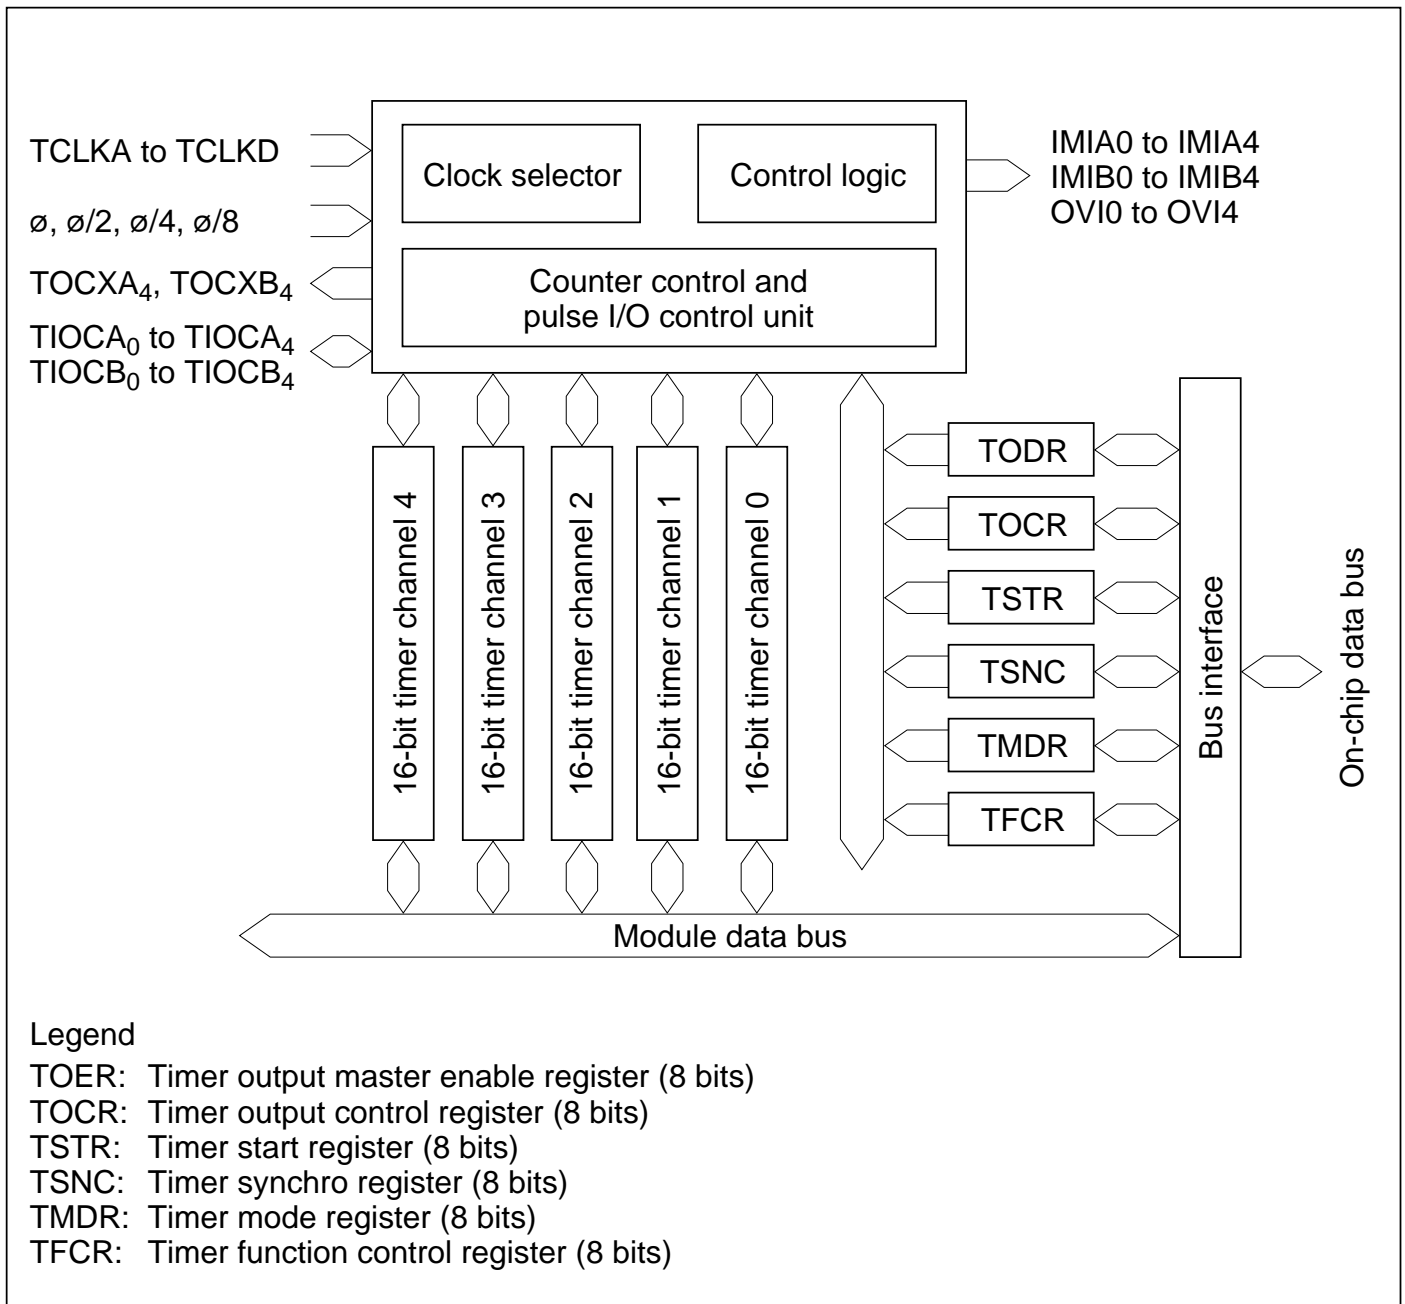 TCLKA to TCLKD
ø, ø/2, ø/4, ø/8
TOCXA4, TOCXB4
TIOCA0 to TIOCA4
TIOCB0 to TIOCB4
Clock selector
Control logic
Counter control and
pulse I/O control unit
IMIA0 to IMIA4
IMIB0 to IMIB4
OVI0 to OVI4
16-bit timer channel 4
16-bit timer channel 3
16-bit timer channel 2
16-bit timer channel 1
16-bit timer channel 0
TODR
TOCR
TSTR
TSNC
TMDR
TFCR
Bus interface
On-chip data bus
Module data bus
Legend
TOER: Timer output master enable register (8 bits)
TOCR: Timer output control register (8 bits)
TSTR: Timer start register (8 bits)
TSNC: Timer synchro register (8 bits)
TMDR: Timer mode register (8 bits)
TFCR: Timer function control register (8 bits)